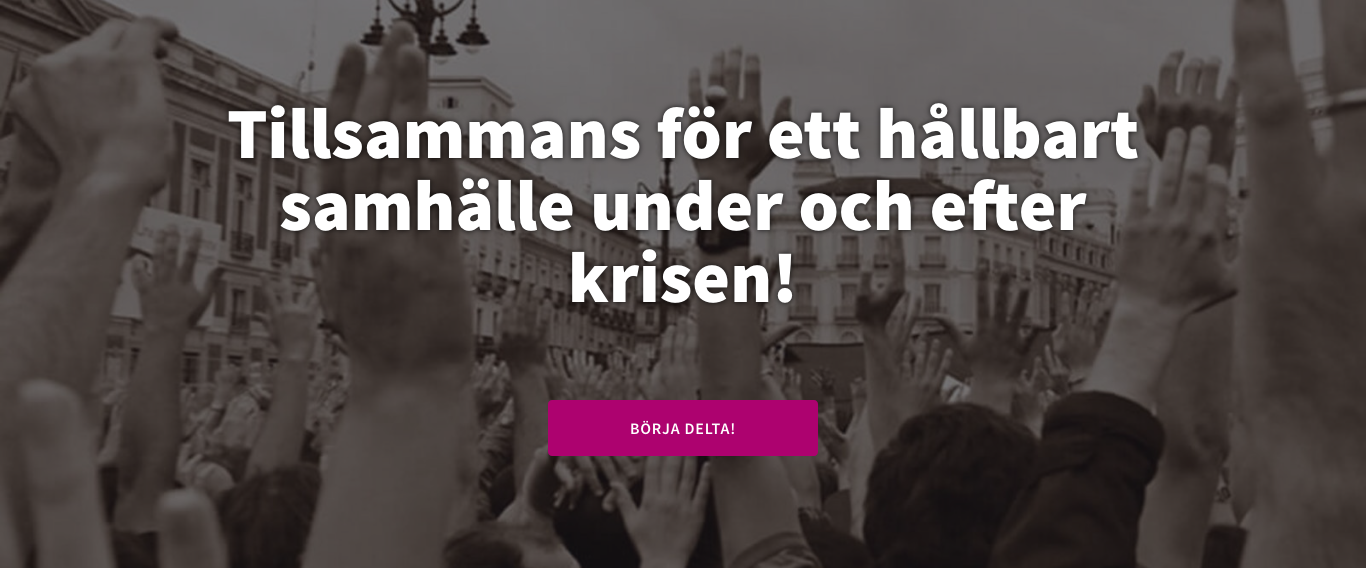 Tillsammans för ett hållbart
samhälle under och efter
krisen!
BÖRJA DELTA!